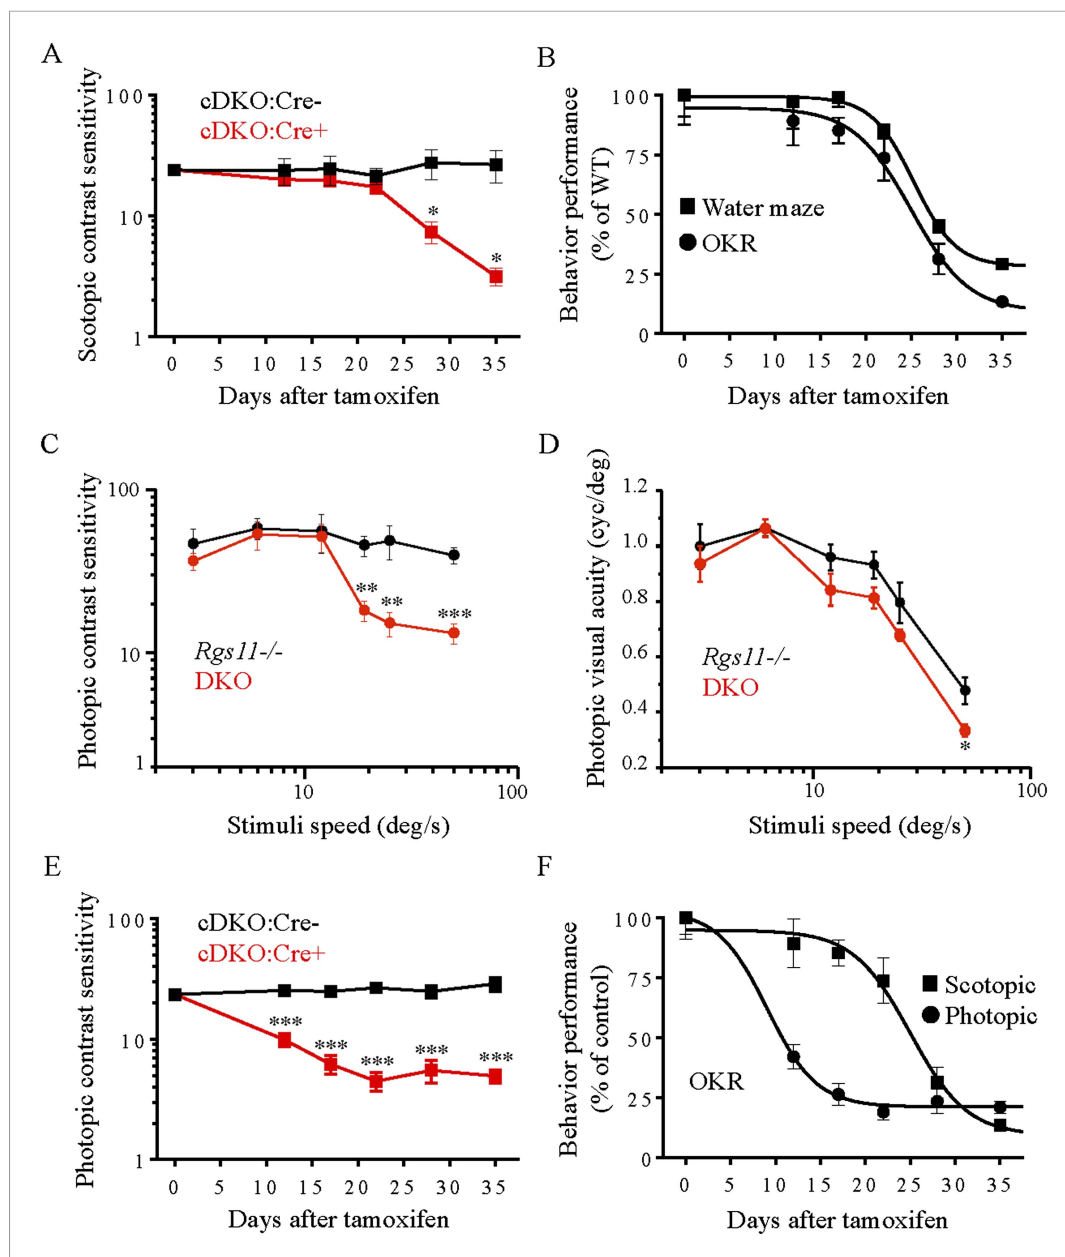 A
Scotopic contrast sensitivity
100
10
1
cDKO:Cre-
cDKO:Cre+
*
*
0 5 10 15 20 25 30 35
Days after tamoxifen
B
Behavior performance
(% of WT)
100
75
50
25
0
Water maze
OKR
0 5 10 15 20 25 30 35
Days after tamoxifen
C
Photopic contrast sensitivity
100
10
1
** ** ***
Rgs11-/-
DKO
10 100
Stimuli speed (deg/s)
D
Photopic visual acuity (cyc/deg)
1.2
1.0
0.8
0.6
0.4
0.2
Rgs11-/-
DKO
*
10 100
Stimuli speed (deg/s)
E
Photopic contrast sensitivity
100
10
1
cDKO:Cre-
cDKO:Cre+
*** *** *** *** ***
0 5 10 15 20 25 30 35
Days after tamoxifen
F
Behavior performance
(% of control)
100
75
50
25
0
Scotopic
Photopic
OKR
0 5 10 15 20 25 30 35
Days after tamoxifen